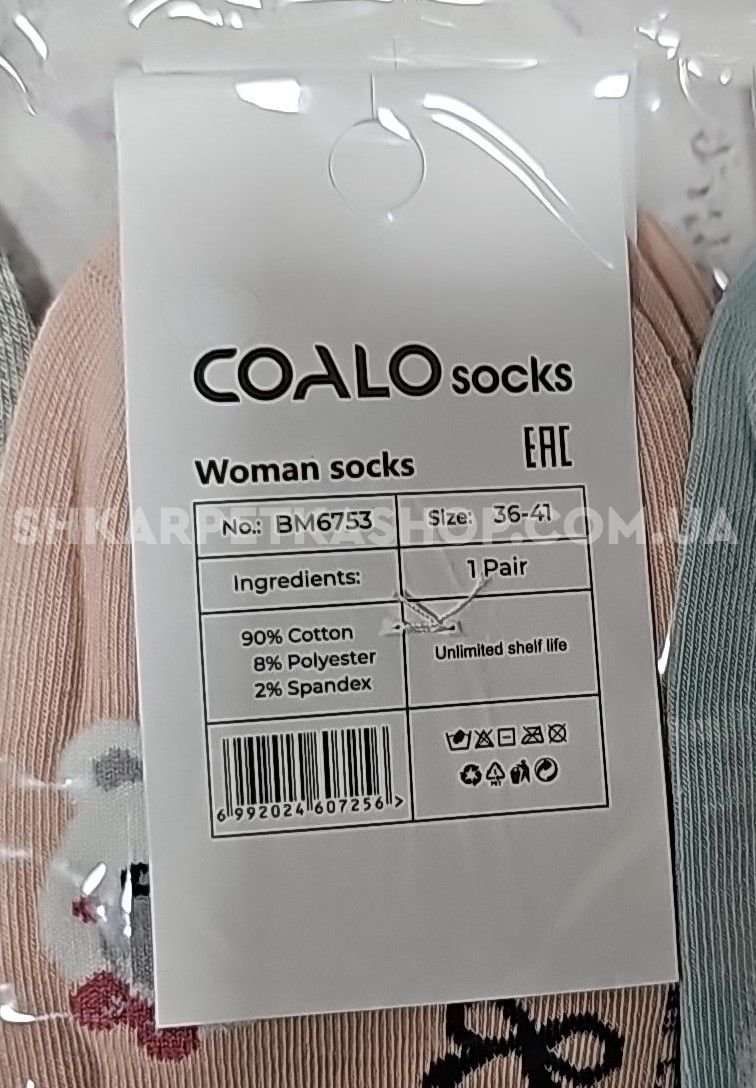 COALO socks
EAC
Woman socks
No.: BM6753 Size: 36-41
SHKARPETKASHOP.COM.UA
Ingredients: 1 Pair
90% Cotton
8% Polyester
2% Spandex
Unlimited shelf life
6 992024 607256 >